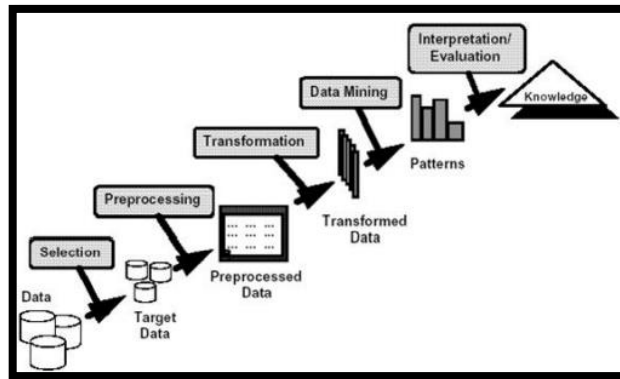 Interpretation/
Evaluation
Data Mining
Knowledge
Transformation
Patterns
Preprocessing
Transformed
Data
Selection
Preprocessed
Data
Data
Target
Data